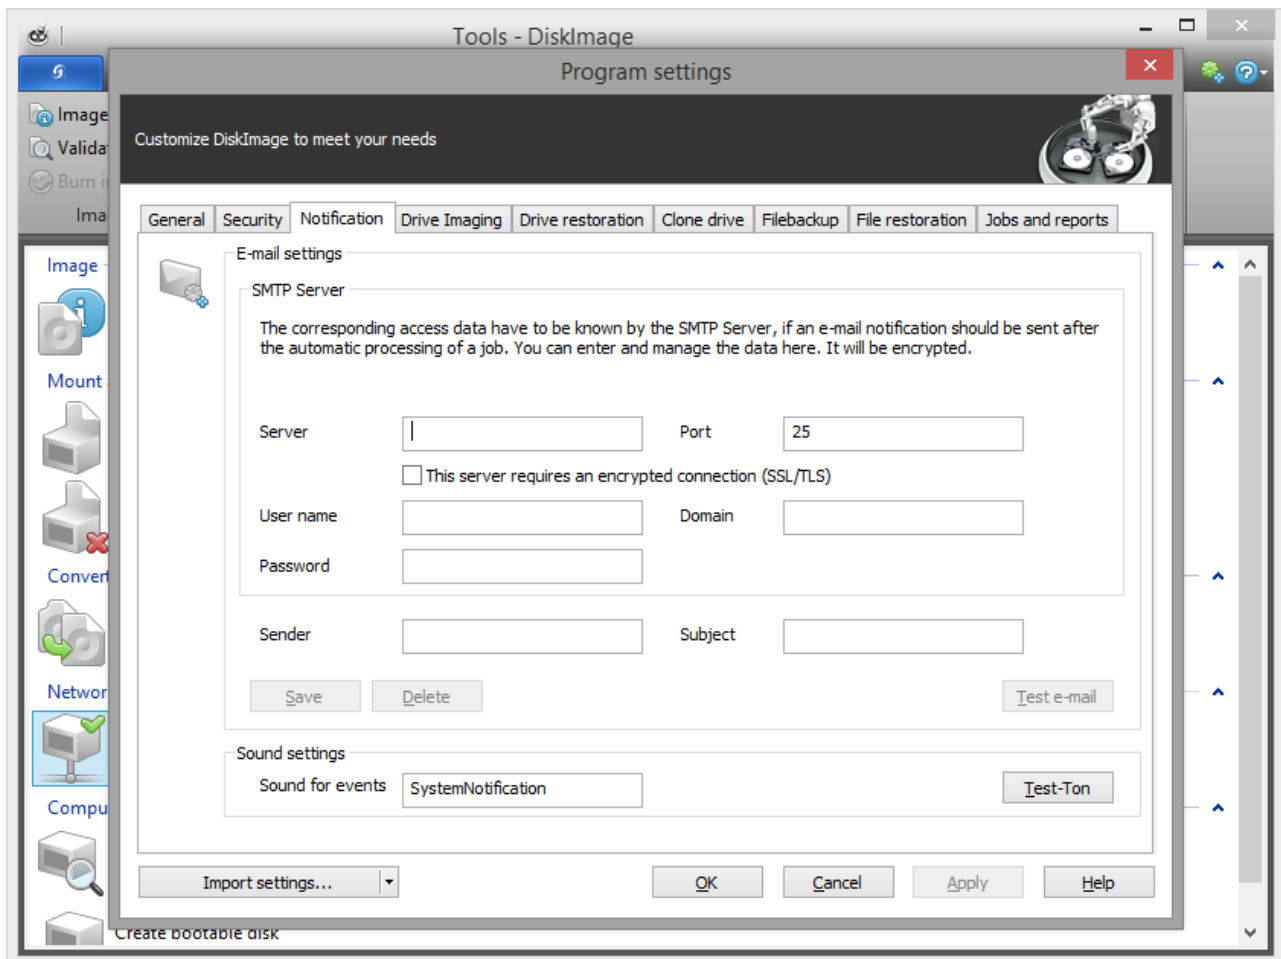 Tools - DiskImage
Program settings
Image
Valida
Burn i
Ima
Customize DiskImage to meet your needs
General Security Notification Drive Imaging Drive restoration Clone drive Filebackup File restoration Jobs and reports
Image
Mount
Convert
Networ
Compu
E-mail settings
SMTP Server
The corresponding access data have to be known by the SMTP Server, if an e-mail notification should be sent after
the automatic processing of a job. You can enter and manage the data here. It will be encrypted.
Server Port 25
This server requires an encrypted connection (SSL/TLS)
User name Domain
Password
Sender Subject
Save Delete Test e-mail
Sound settings
Sound for events SystemNotification Test-Ton
Import settings... OK Cancel Apply Help
Create bootable disk